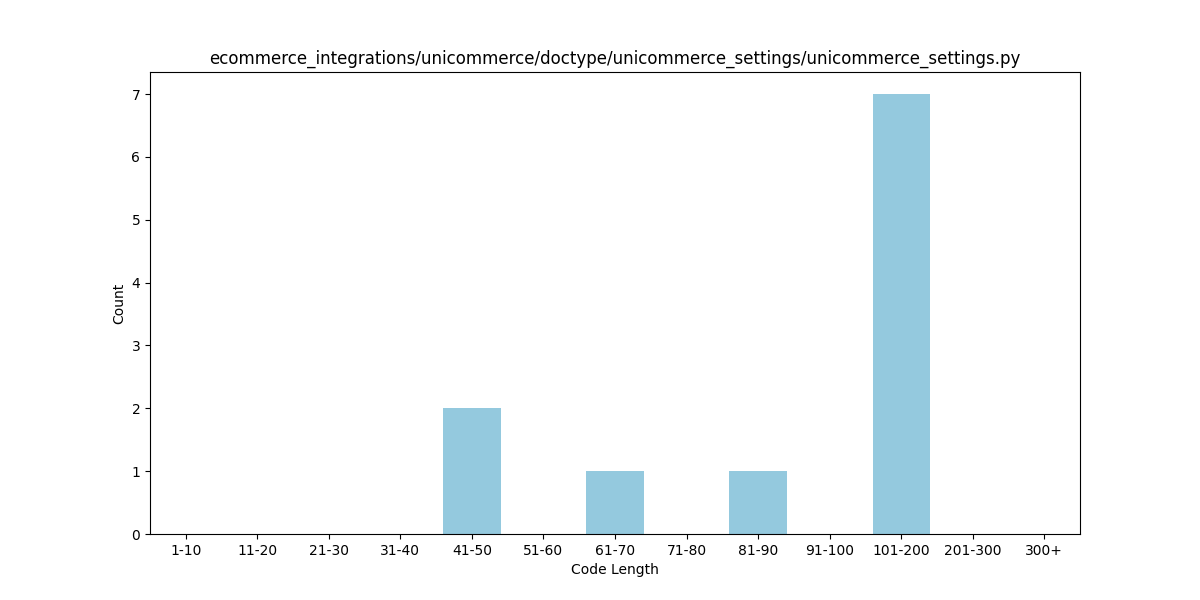 ecommerce_integrations/unicommerce/doctype/unicommerce_settings/unicommerce_settings.py
7
6
5
4
3
2
1
0
Count
1-10 11-20 21-30 31-40 41-50 51-60 61-70 71-80 81-90 91-100 101-200 201-300 300+
Code Length